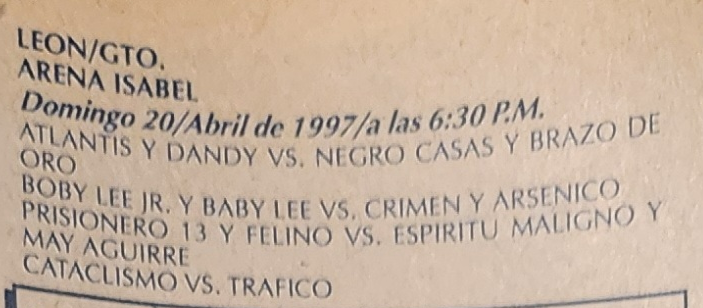 LEON/GTO.
ARENA ISABEL
Domingo 20/Abril de 1997/a las 6:30 P.M.
ATLANTIS Y DANDY VS. NEGRO CASAS Y BRAZO DE
ORO
BOBY LEE JR. Y BABY LEE VS. CRIMEN Y ARSENICO
PRISIONERO 13 Y FELINO VS. ESPIRITU MALIGNO Y
MAY AGUIRRE
CATACLISMO VS. TRAFICO